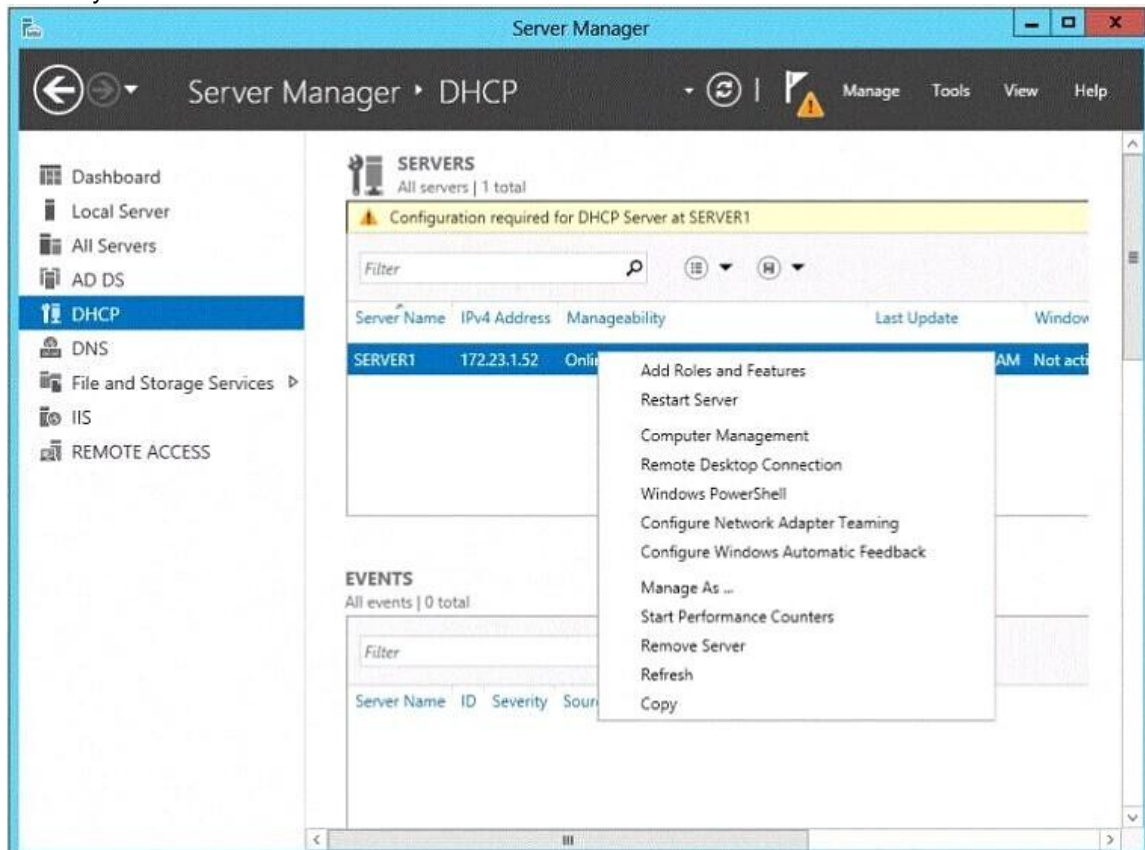 Server Manager
Server Manager • DHCP
Manage Tools View Help
Dashboard
Local Server
All Servers
AD DS
DHCP
DNS
File and Storage Services
IIS
REMOTE ACCESS
SERVERS
All servers | 1 total
Configuration required for DHCP Server at SERVER1
Filter
Server Name IPv4 Address Manageability Last Update Window
SERVER1 172.23.1.52 Onli AM Not acti
Add Roles and Features
Restart Server
Computer Management
Remote Desktop Connection
Windows PowerShell
Configure Network Adapter Teaming
Configure Windows Automatic Feedback
Manage As ...
Start Performance Counters
Remove Server
Refresh
Copy
EVENTS
All events | 0 total
Filter
Server Name ID Severity Sour